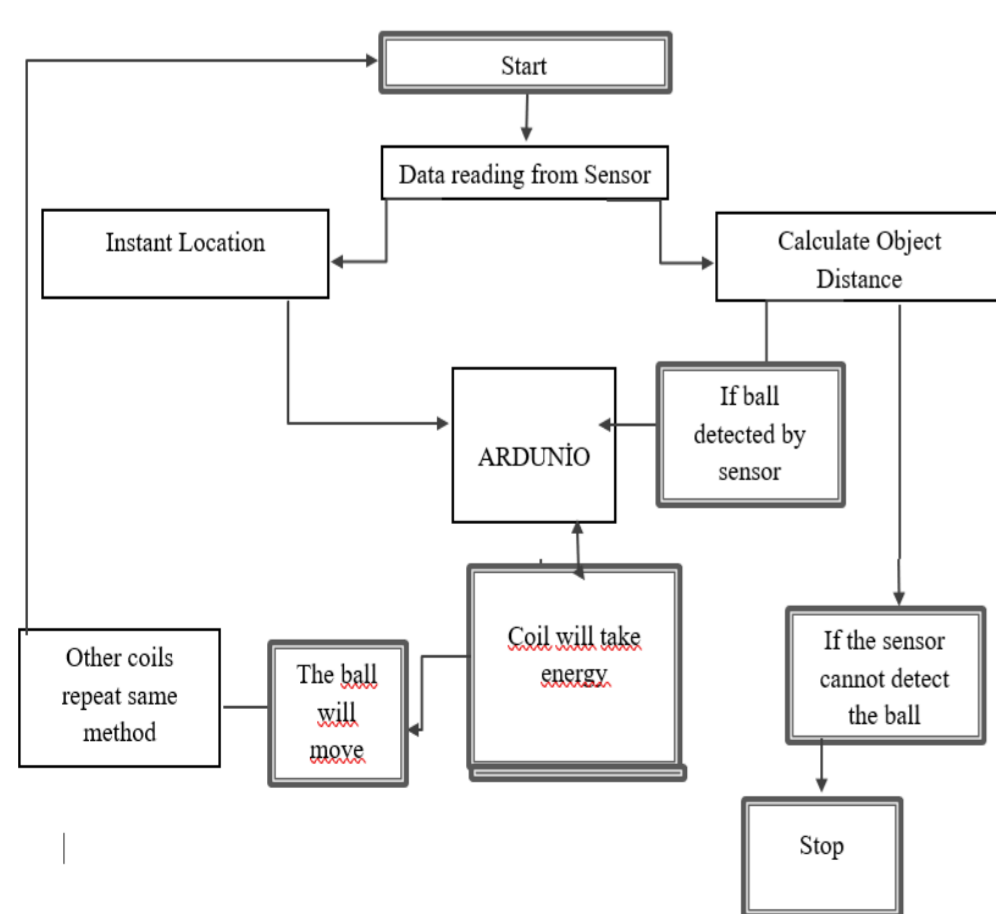 Start
Data reading from Sensor
Instant Location
Calculate Object
Distance
If ball
detected by
sensor
ARDUNİO
Coil will take
energy
If the sensor
cannot detect
the ball
Other coils
repeat same
method
The ball
will
move
Stop